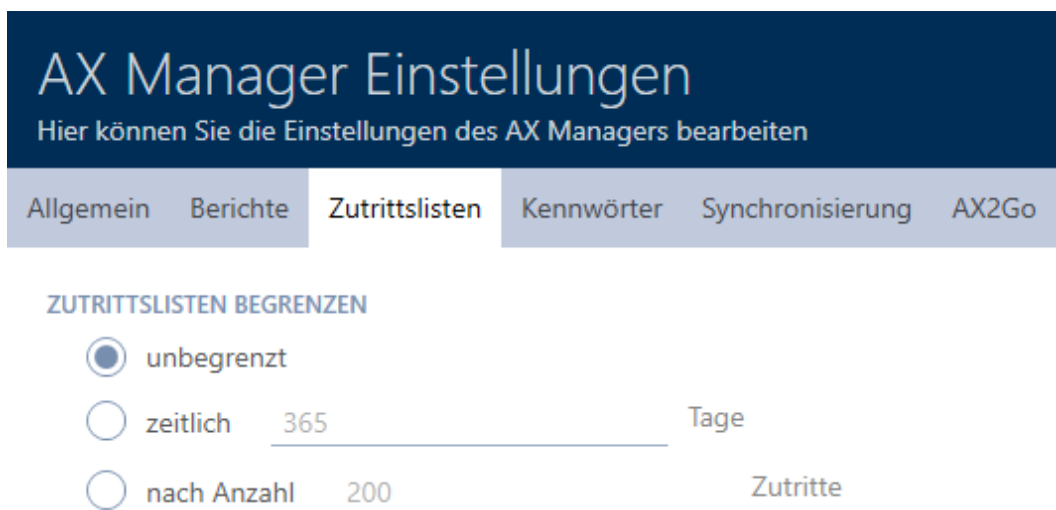 AX Manager Einstellungen
Hier können Sie die Einstellungen des AX Managers bearbeiten
Allgemein Berichte Zutrittslisten Kennwörter Synchronisierung AX2Go
ZUTRITTSLISTEN BEGRENZEN
unbegrenzt
zeitlich 365 Tage
nach Anzahl 200 Zutritte